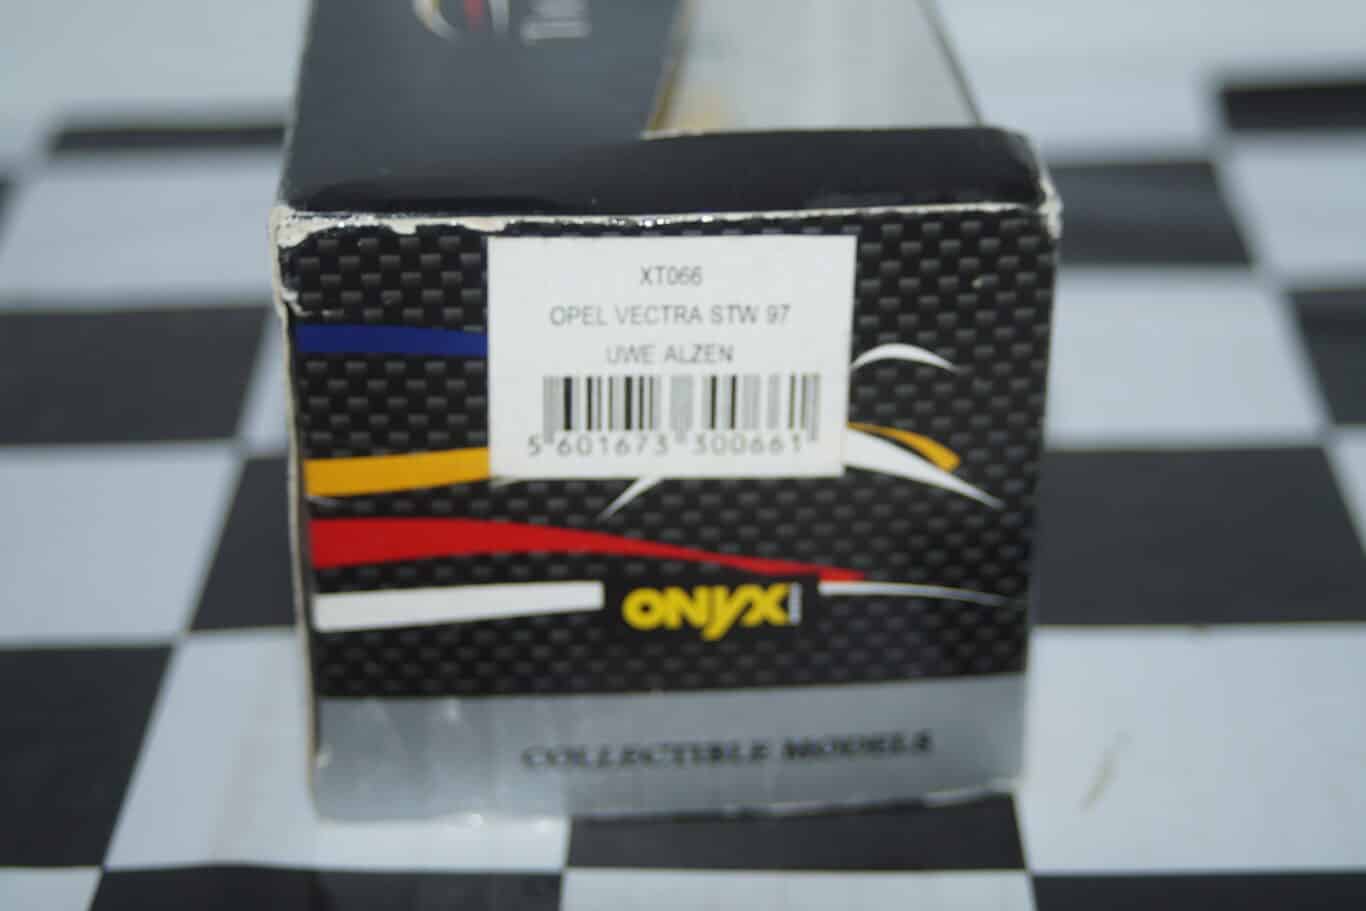 XT066
OPEL VECTRA STW 97
UWE ALZEN
5 601673 300661
ONYX
COLLECTIBLE MODELS